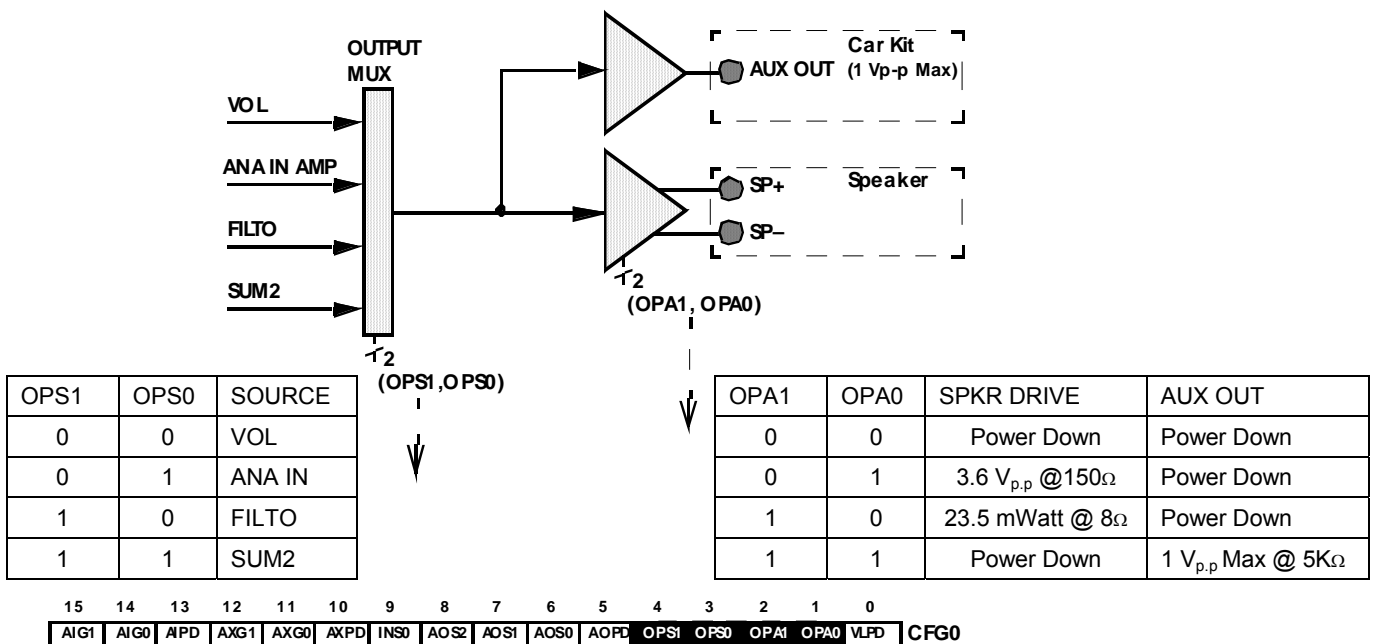 OUTPUT
MUX
VOL
ANA IN AMP
FILTO
SUM2
2
(OPS1,OPS0)
Car Kit
AUX OUT (1 Vp-p Max)
Speaker
SP+
SP–
2
(OPA1, OPA0)
OPS1 OPS0 SOURCE
0 0 VOL
0 1 ANA IN
1 0 FILTO
1 1 SUM2
OPA1 OPA0 SPKR DRIVE AUX OUT
0 0 Power Down Power Down
0 1 3.6 Vp.p @150Ω Power Down
1 0 23.5 mWatt @ 8Ω Power Down
1 1 Power Down 1 Vp.p Max @ 5KΩ
15 14 13 12 11 10 9 8 7 6 5 4 3 2 1 0
AIG1 AIG0 AIPD AXG1 AXG0 AXPD INS0 AOS2 AOS1 AOS0 AOPD OPS1 OPS0 OPA1 OPA0 VLPD CFG0